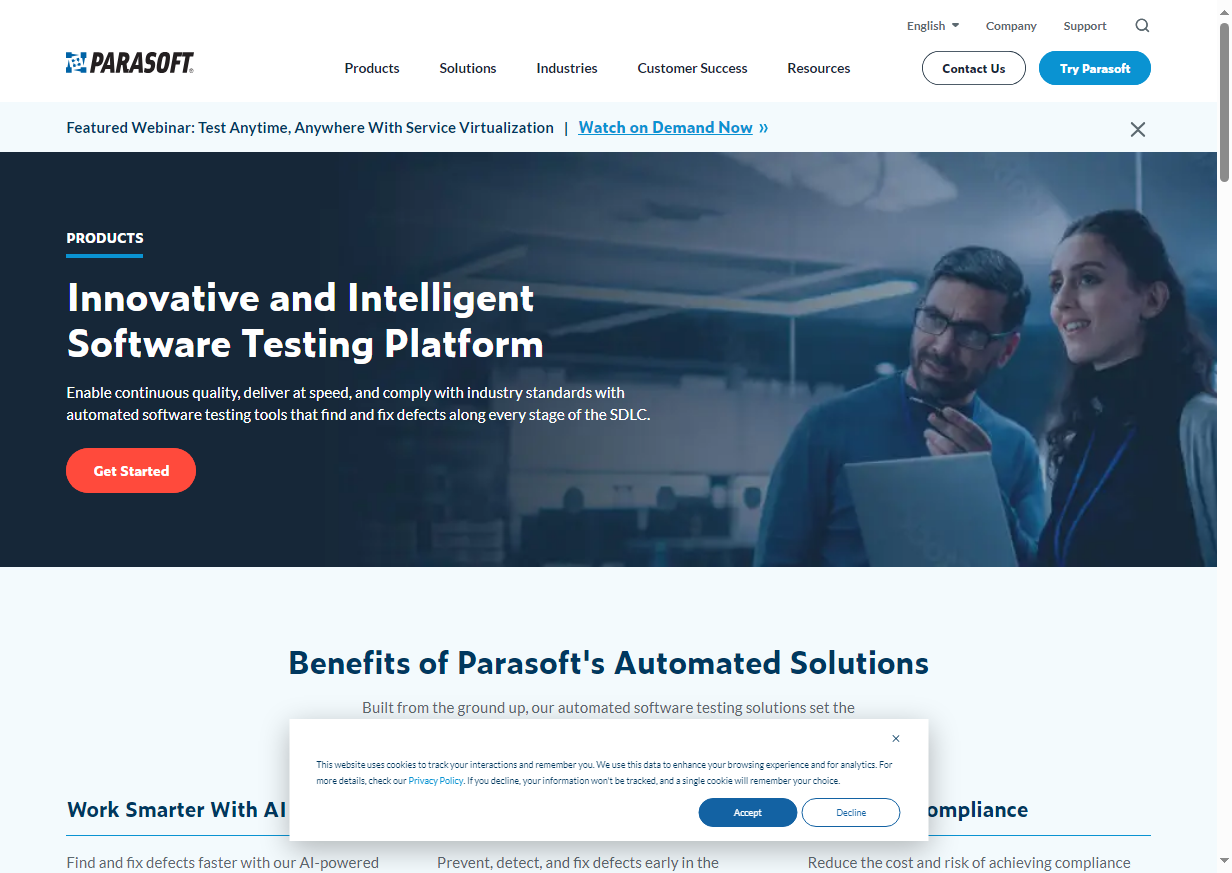 English
Company
Support
PARASOFT
Products
Solutions
Industries
Customer Success
Resources
Contact Us
Try Parasoft
Featured Webinar: Test Anytime, Anywhere With Service Virtualization | Watch on Demand Now »
PRODUCTS
Innovative and Intelligent
Software Testing Platform
Enable continuous quality, deliver at speed, and comply with industry standards with
automated software testing tools that find and fix defects along every stage of the SDLC.
Get Started
Benefits of Parasoft's Automated Solutions
Built from the ground up, our automated software testing solutions set the
This website uses cookies to track your interactions and remember you. We use this data to enhance your browsing experience and for analytics. For
more details, check our Privacy Policy. If you decline, your information won't be tracked, and a single cookie will remember your choice.
Accept
Decline
Work Smarter With AI
Find and fix defects faster with our AI-powered
Prevent, detect, and fix defects early in the
Reduce the cost and risk of achieving compliance